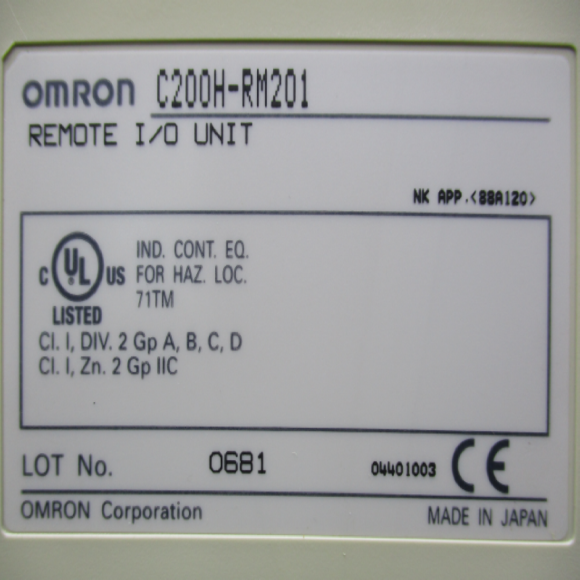 OMRON C200H-RM201
REMOTE I/O UNIT
NK APP.<88A120>
C UL US
LISTED
IND. CONT. EQ.
FOR HAZ. LOC.
71TM
Cl. I, DIV. 2 Gp A, B, C, D
Cl. I, Zn. 2 Gp IIC
LOT No. 0681 04401003 CE
OMRON Corporation MADE IN JAPAN